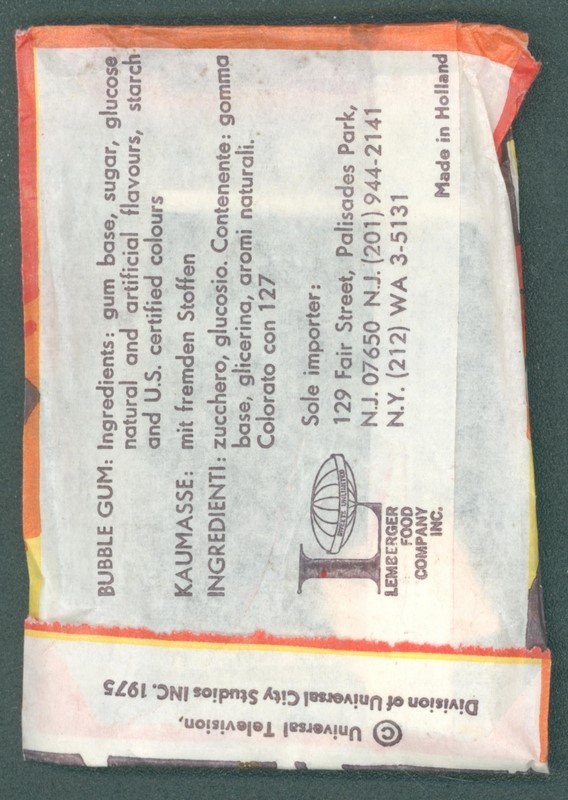 BUBBLE GUM: Ingredients: gum base, sugar, glucose
natural and artificial flavours, starch
and U.S. certified colours
KAUMASSE: mit fremden Stoffen
INGREDIENTI: zucchero, glucosio. Contenente: gomma
base, glicerina, aromi naturali.
Colorato con 127
Sole importer:
129 Fair Street, Palisades Park,
N.J. 07650 N.J. (201) 944-2141
N.Y. (212) WA 3-5131
Made in Holland
L
LEMBERGER
FOOD
COMPANY
INC.
© Universal Television,
Division of Universal City Studios INC. 1975